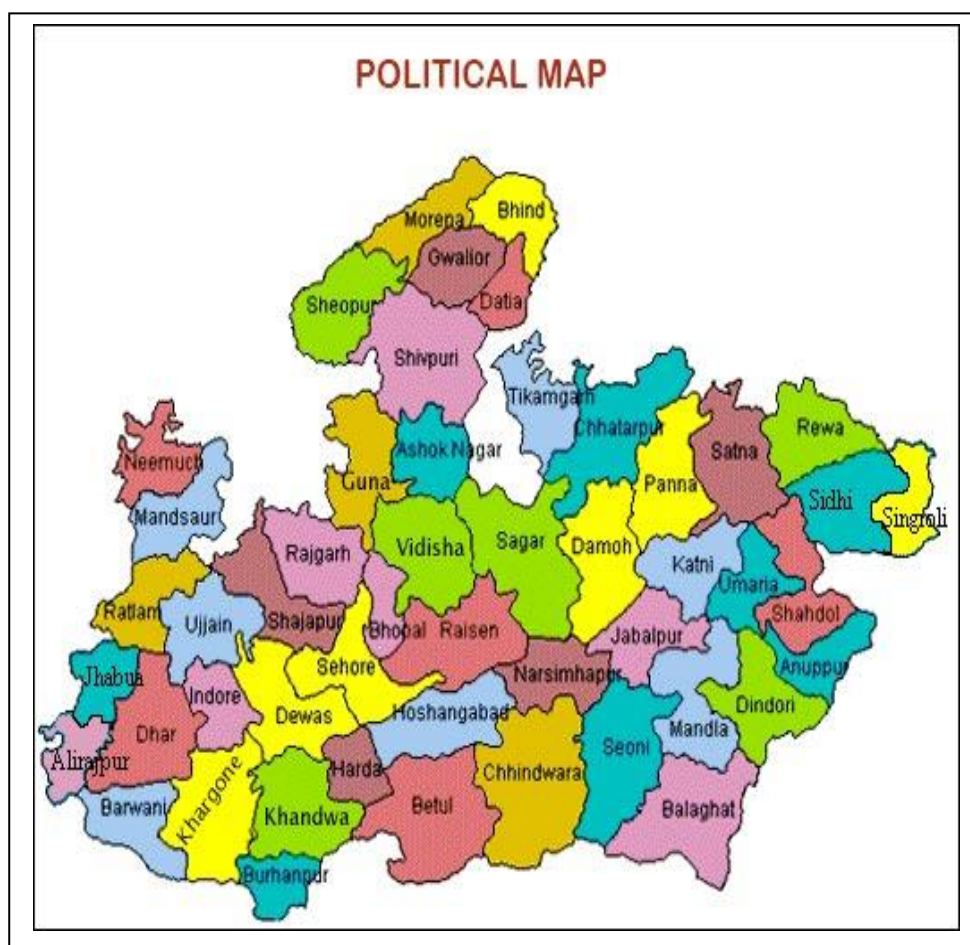 POLITICAL MAP
Morena
Bhind
Gwalior
Datia
Sheopur
Shivpuri
Tikamgarh
Chhatarpur
Ashok Nagar
Guna
Panna
Satna
Rewa
Sidhi
Singroli
Neemuch
Mandsaur
Rajgarh
Vidisha
Sagar
Damoh
Katni
Umaria
Shahdol
Anuppur
Ratlam
Ujjain
Shajapur
Bhopal
Raisen
Jabalpur
Sehore
Narsimhapur
Jhabua
Indore
Dewas
Hoshangabad
Dindori
Mandla
Seoni
Dhar
Alirajpur
Harda
Chhindwara
Barwani
Khargone
Khandwa
Betul
Balaghat
Burhanpur